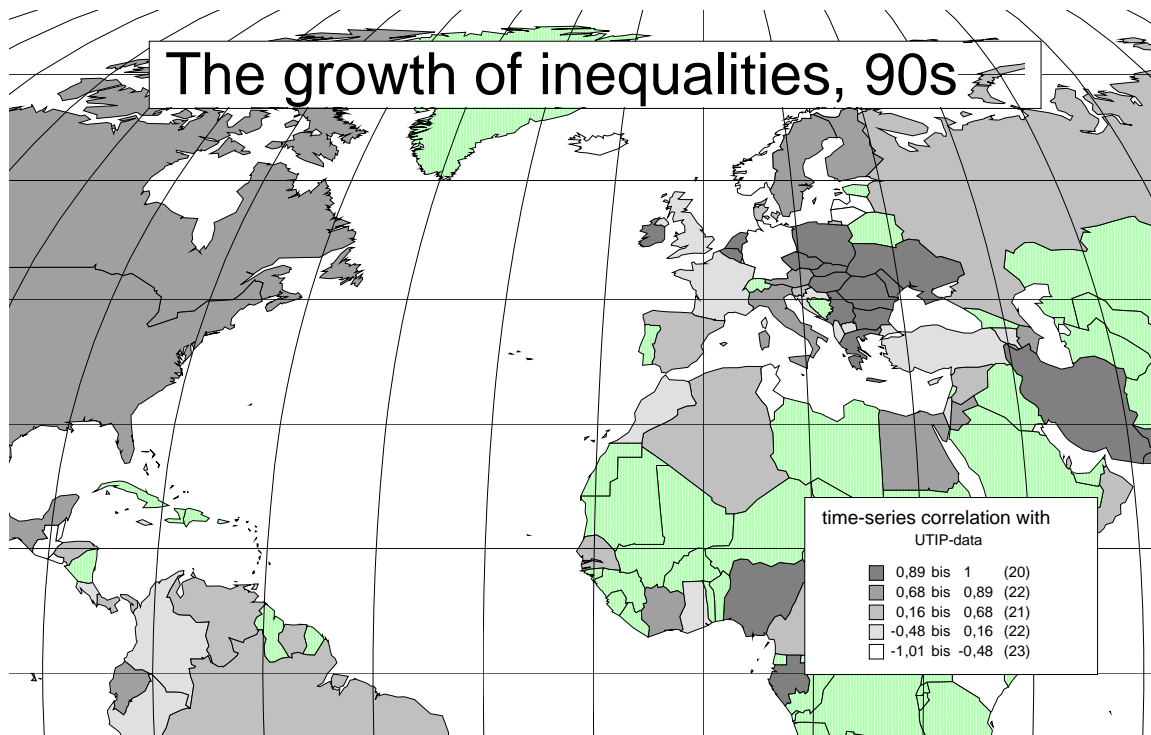 The growth of inequalities, 90s
time-series correlation with
UTIP-data
0,89 bis 1 (20)
0,68 bis 0,89 (22)
0,16 bis 0,68 (21)
-0,48 bis 0,16 (22)
-1,01 bis -0,48 (23)